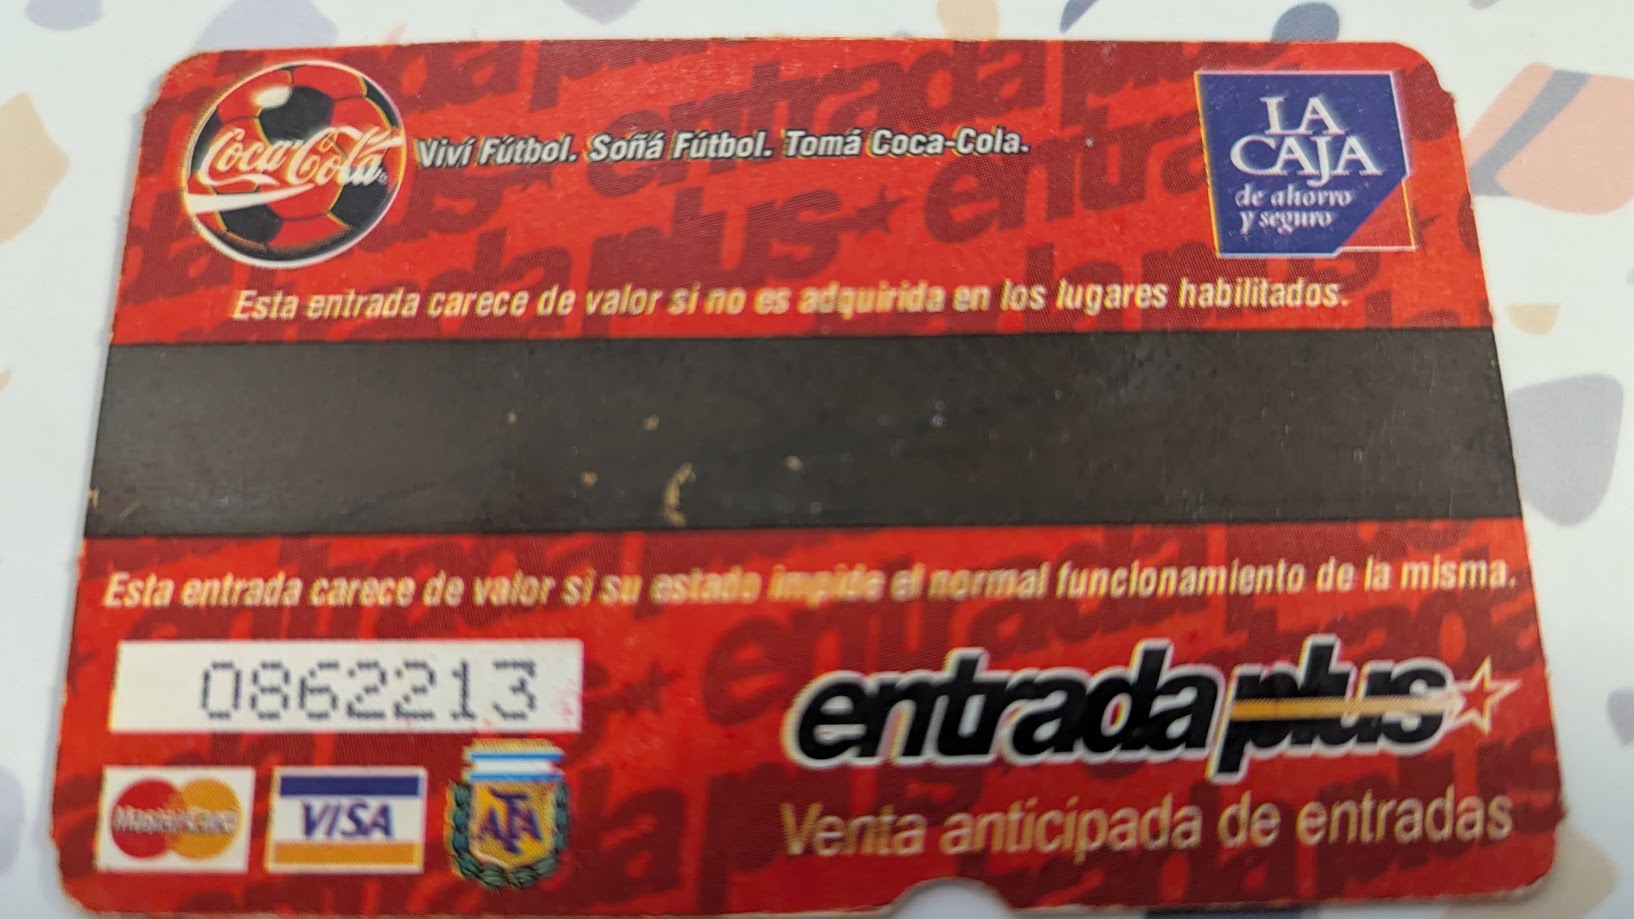 Coca-Cola
Viví Fútbol. Soñá Fútbol. Tomá Coca-Cola.
LA
CAJA
de ahorro
y seguro
Esta entrada carece de valor si no es adquirida en los lugares habilitados.
Esta entrada carece de valor si su estado impide el normal funcionamiento de la misma.
0862213
entrada plus
MasterCard
VISA
AFA
Venta anticipada de entradas